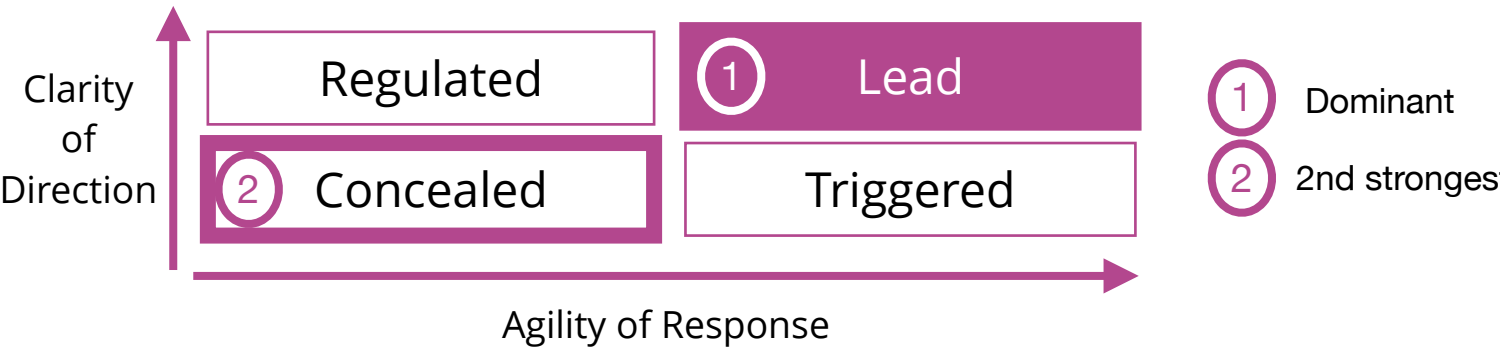 Clarity
of
Direction
Regulated
1 Lead
2 Concealed
Triggered
Agility of Response
1 Dominant
2 2nd stronges